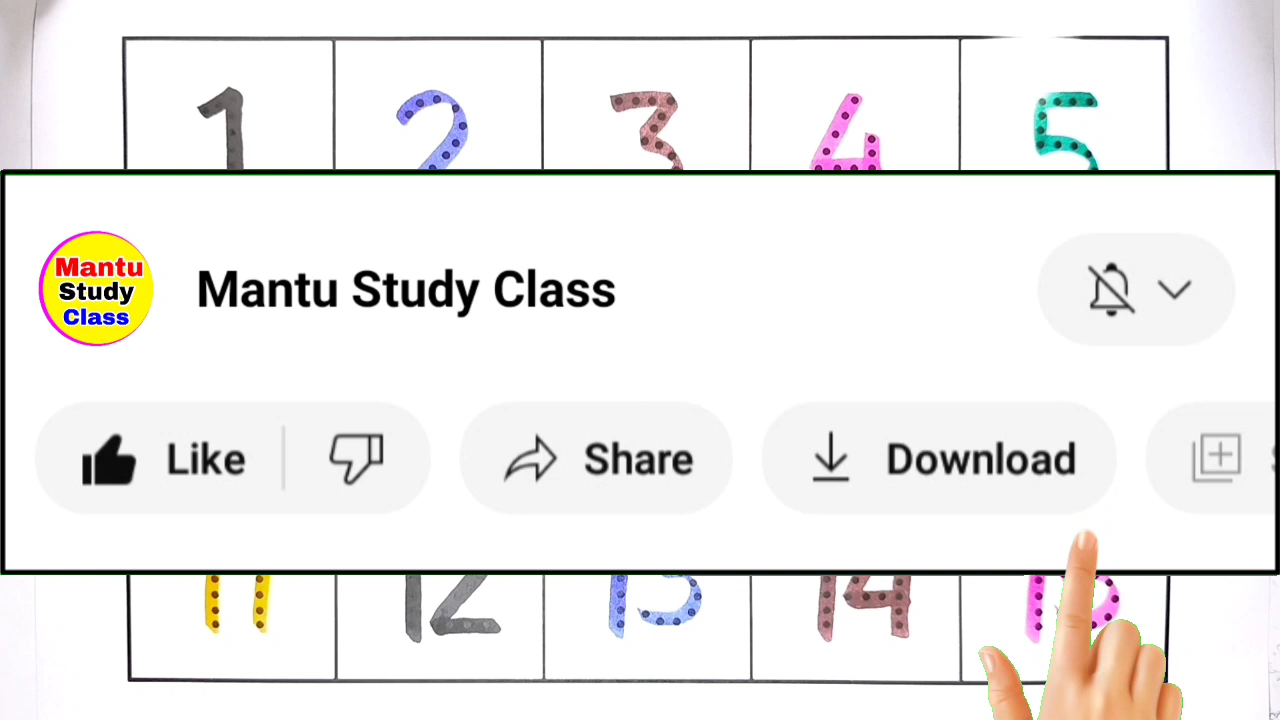 1 2 3 4 5
Mantu
Study
Class
Mantu Study Class
Like
Share
Download
11 12 13 14 15